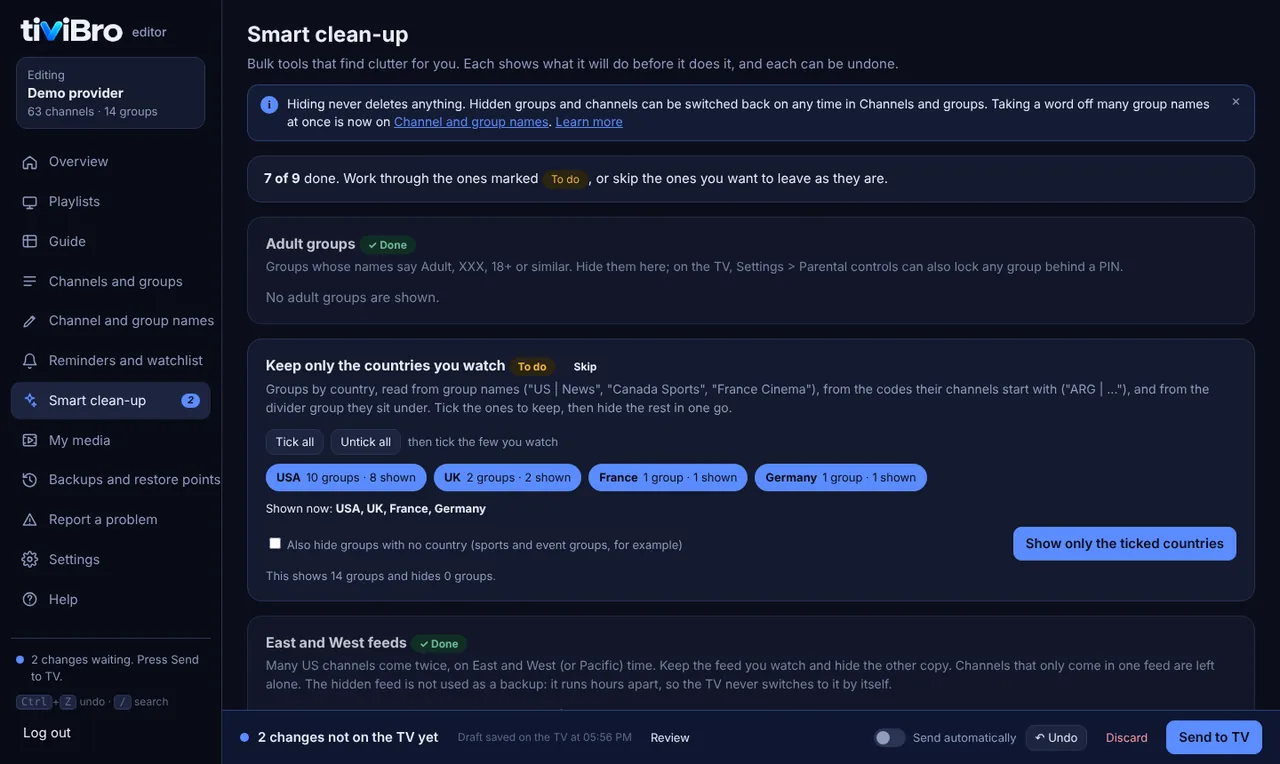 tiviBro editor
Editing
Demo provider
63 channels · 14 groups
Overview
Playlists
Guide
Channels and groups
Channel and group names
Reminders and watchlist
Smart clean-up 2
My media
Backups and restore points
Report a problem
Settings
Help
2 changes waiting. Press Send
to TV.
Ctrl+Z undo · / search
Log out
Smart clean-up
Bulk tools that find clutter for you. Each shows what it will do before it does it, and each can be undone.
Hiding never deletes anything. Hidden groups and channels can be switched back on any time in Channels and groups. Taking a word off many group names
at once is now on Channel and group names. Learn more
7 of 9 done. Work through the ones marked To do, or skip the ones you want to leave as they are.
Adult groups ✓ Done
Groups whose names say Adult, XXX, 18+ or similar. Hide them here; on the TV, Settings > Parental controls can also lock any group behind a PIN.
No adult groups are shown.
Keep only the countries you watch To do Skip
Groups by country, read from group names ("US | News", "Canada Sports", "France Cinema"), from the codes their channels start with ("ARG | ..."), and from the
divider group they sit under. Tick the ones to keep, then hide the rest in one go.
Tick all Untick all then tick the few you watch
USA 10 groups · 8 shown UK 2 groups · 2 shown France 1 group · 1 shown Germany 1 group · 1 shown
Shown now: USA, UK, France, Germany
Also hide groups with no country (sports and event groups, for example)
Show only the ticked countries
This shows 14 groups and hides 0 groups.
East and West feeds ✓ Done
Many US channels come twice, on East and West (or Pacific) time. Keep the feed you watch and hide the other copy. Channels that only come in one feed are left
alone. The hidden feed is not used as a backup: it runs hours apart, so the TV never switches to it by itself.
2 changes not on the TV yet Draft saved on the TV at 05:56 PM Review Send automatically ↶ Undo Discard Send to TV